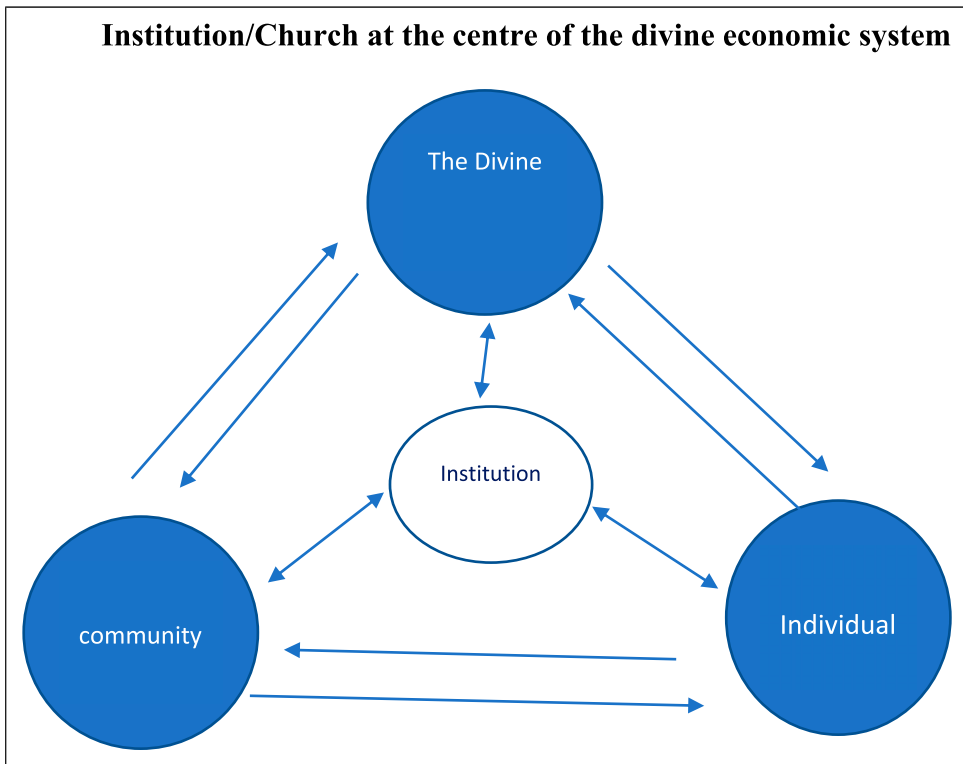 Institution/Church at the centre of the divine economic system
The Divine
Institution
community
Individual